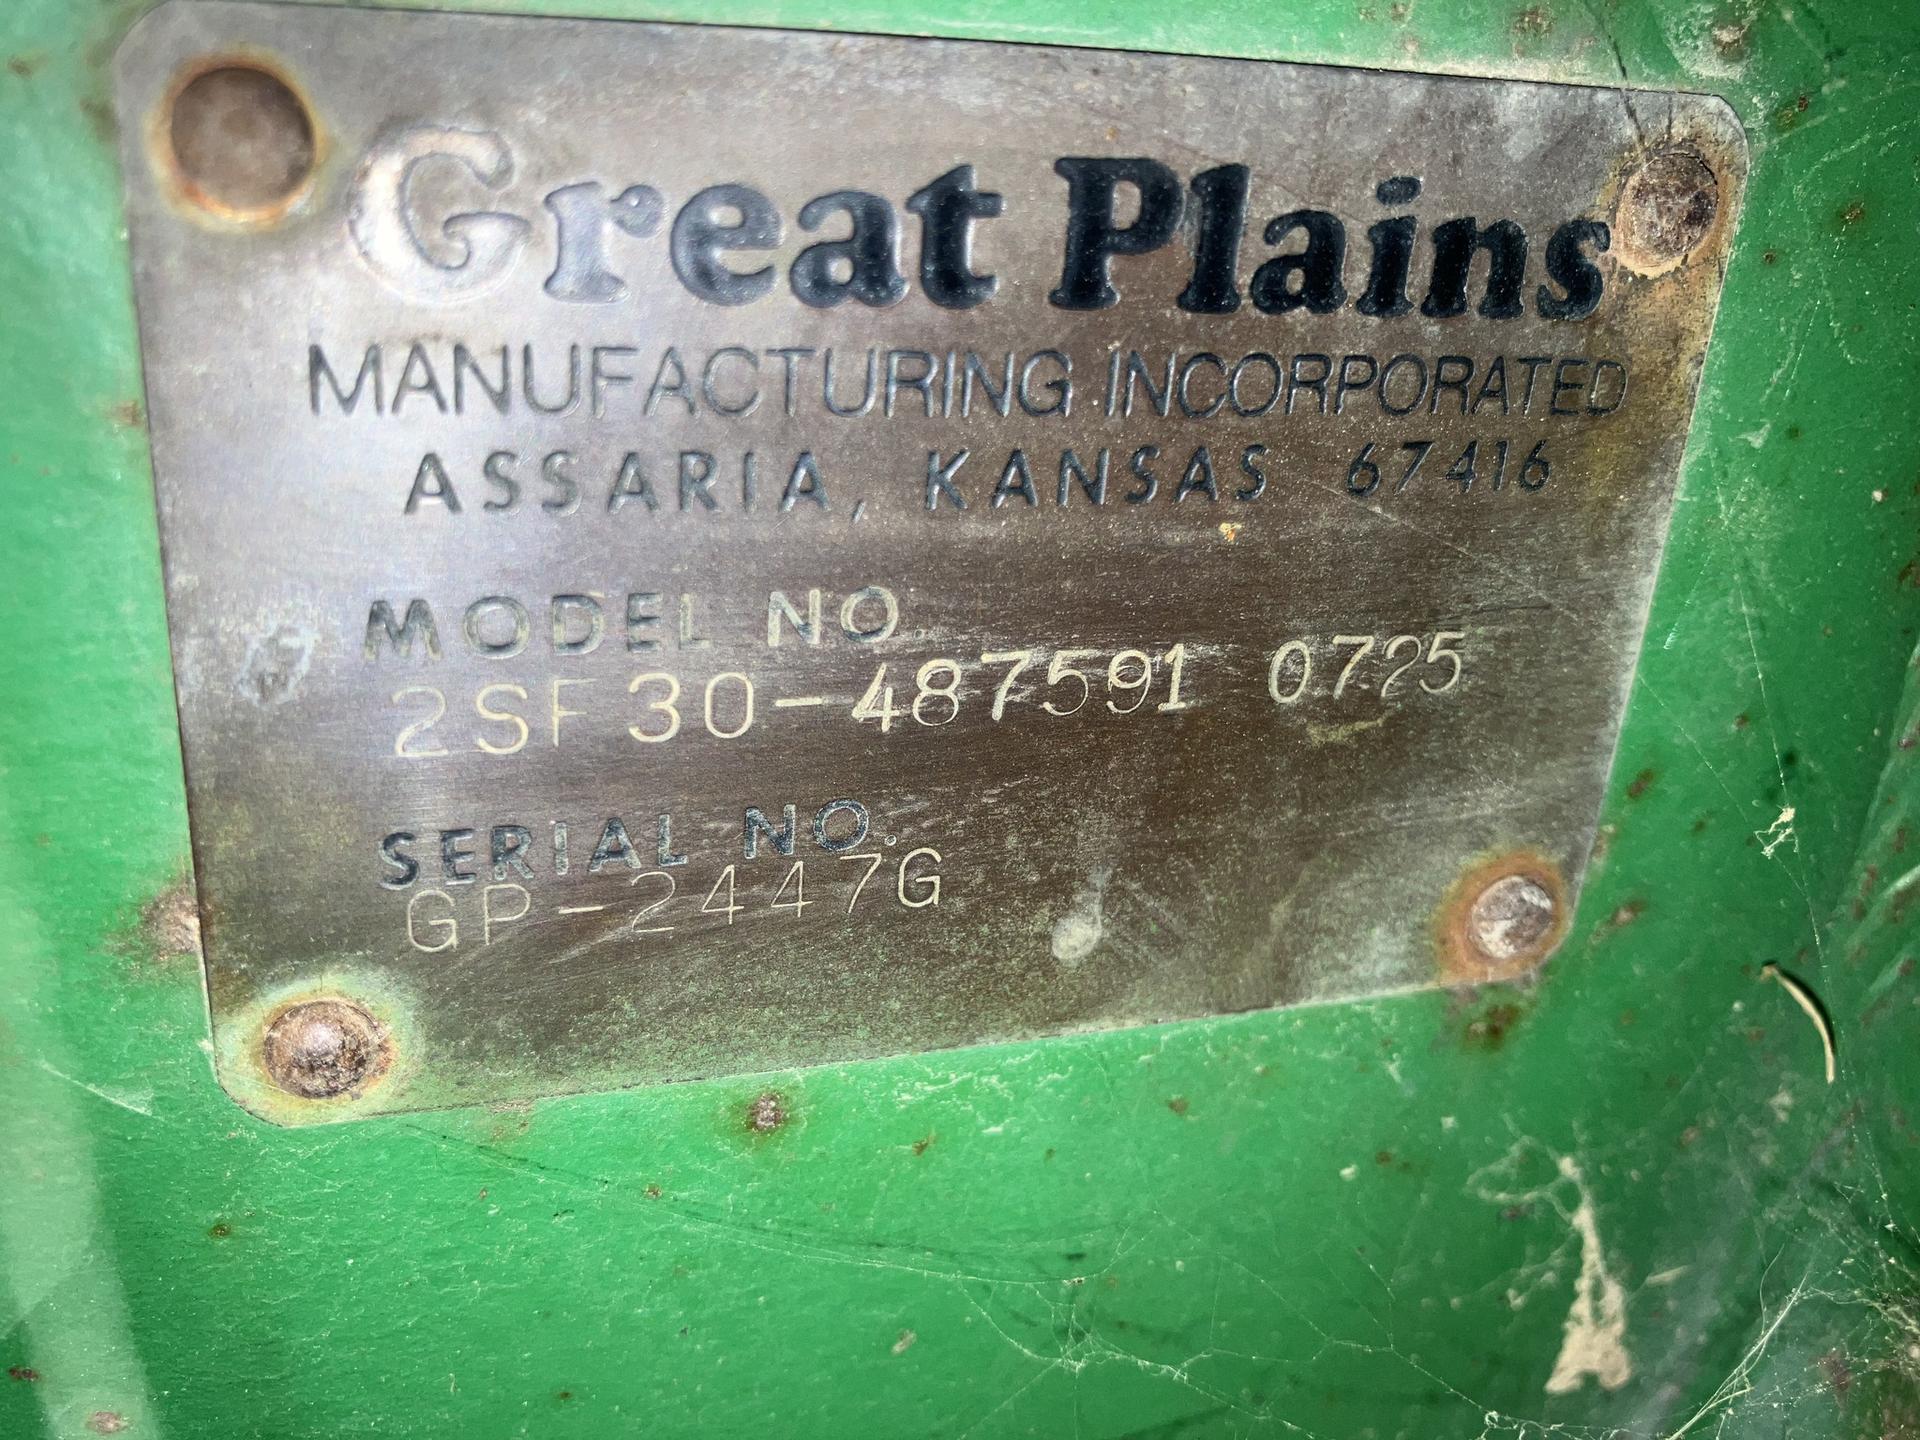 Great Plains
MANUFACTURING INCORPORATED
ASSARIA, KANSAS 67416
MODEL NO.
2SF30-487591 0725
SERIAL NO.
GP-2447G